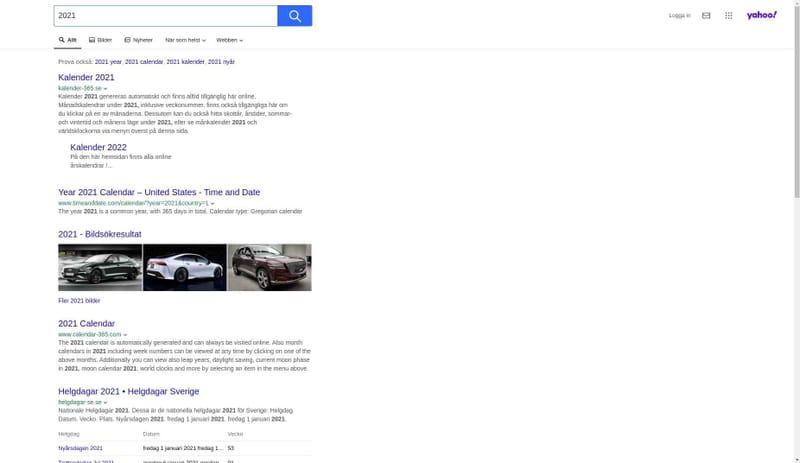 2021
Logga in
yahoo!
Allt
Bilder
Nyheter
När som helst
Webben
Prova också: 2021 year, 2021 calendar, 2021 kalender, 2021 nyår
Kalender 2021
kalender-365.se
Kalender 2021 genereras automatiskt och finns alltid tillgänglig här online.
Månadskalendrar under 2021, inklusive veckonummer, finns också tillgängliga här om
du klickar på en av månaderna. Dessutom kan du också hitta skottår, årstider, sommar-
och vintertid och månens läge under 2021, eller se månkalender 2021 och
världsklockorna via menyn överst på denna sida.
Kalender 2022
På den här hemsidan finns alla online
årskalendrar /...
Year 2021 Calendar – United States - Time and Date
www.timeanddate.com/calendar/?year=2021&country=1
The year 2021 is a common year, with 365 days in total. Calendar type: Gregorian calendar
2021 - Bildsökresultat
Fler 2021 bilder
2021 Calendar
www.calendar-365.com
The 2021 calendar is automatically generated and can always be visited online. Also month
calendars in 2021 including week numbers can be viewed at any time by clicking on one of the
above months. Additionally you can view also leap years, daylight saving, current moon phase
in 2021, moon calendar 2021, world clocks and more by selecting an item in the menu above.
Helgdagar 2021 • Helgdagar Sverige
helgdagar-se.se
Nationale Helgdagar 2021. Dessa är de nationella helgdagar 2021 för Sverige: Helgdag.
Datum. Vecko. Plats. Nyårsdagen 2021. fredag 1 januari 2021. fredag 1 januari 2021.
Helgdag Datum Vecko
Nyårsdagen 2021 fredag 1 januari 2021 fredag 1... 53